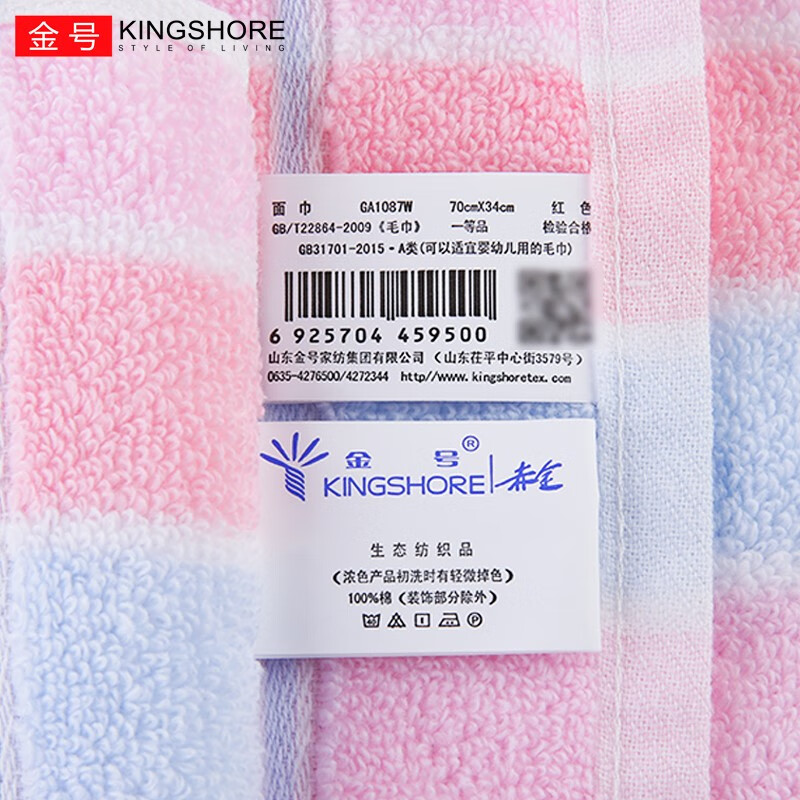 金号 KINGSHORE
STYLE OF LIVING
面巾 GA1087W 70cmX34cm 红色
GB/T22864-2009《毛巾》 一等品 检验合格
GB31701-2015 - A类(可以适宜婴幼儿用的毛巾)
6 925704 459500
山东金号家纺集团有限公司（山东茌平中心街3579号）
0635-4276500/4272344 http//www.kingshoretex.com
金号®
KINGSHORE 赤金
生态纺织品
（浓色产品初洗时有轻微掉色）
100%棉（装饰部分除外）